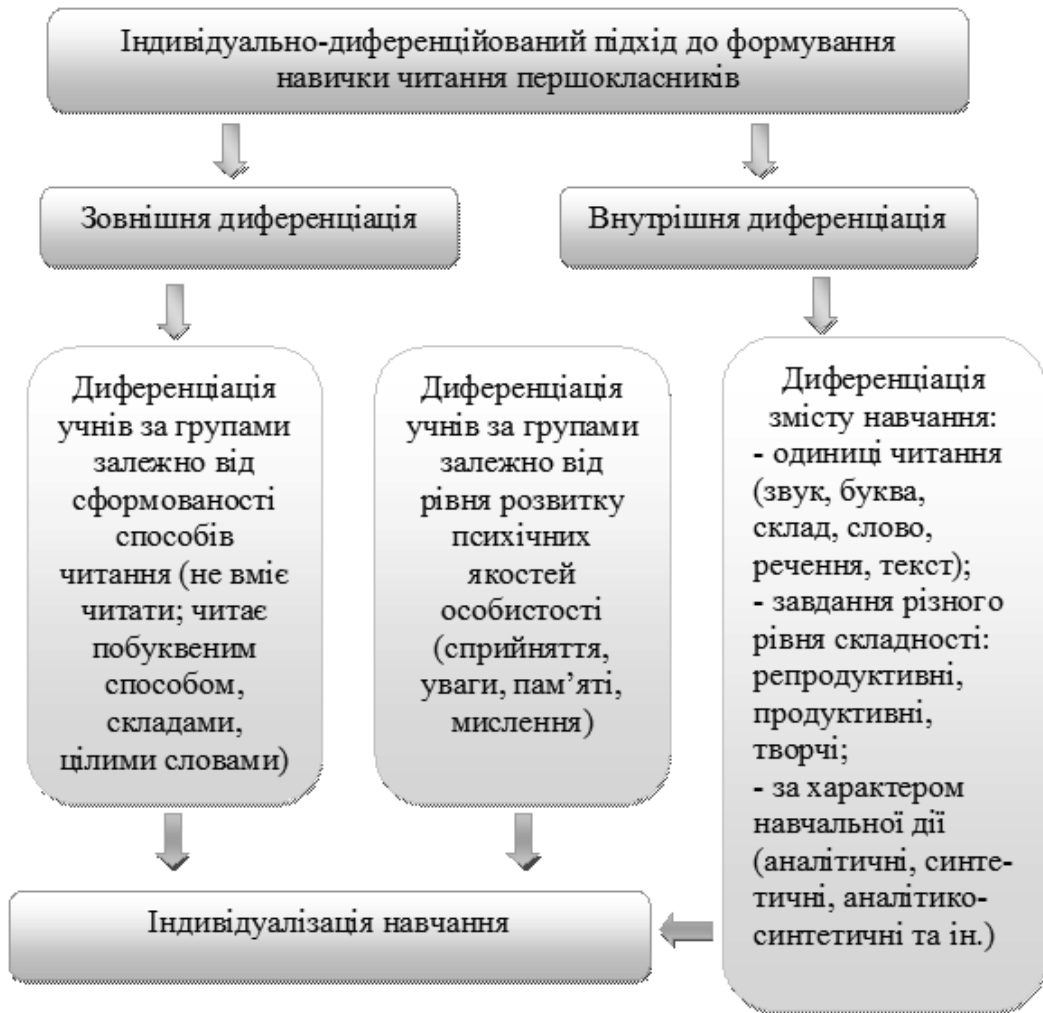 Індивідуально-диференційований підхід до формування
навички читання першокласників
Зовнішня диференціація
Внутрішня диференціація
Диференціація
учнів за групами
залежно від
сформованості
способів
читання (не вміє
читати; читає
побуквеним
способом,
складами,
цілими словами)
Диференціація
учнів за групами
залежно від
рівня розвитку
психічних
якостей
особистості
(сприйняття,
уваги, пам’яті,
мислення)
Диференціація
змісту навчання:
- одиниці читання
(звук, буква,
склад, слово,
речення, текст);
- завдання різного
рівня складності:
репродуктивні,
продуктивні,
творчі;
- за характером
навчальної дії
(аналітичні, синте-
тичні, аналітико-
синтетичні та ін.)
Індивідуалізація навчання